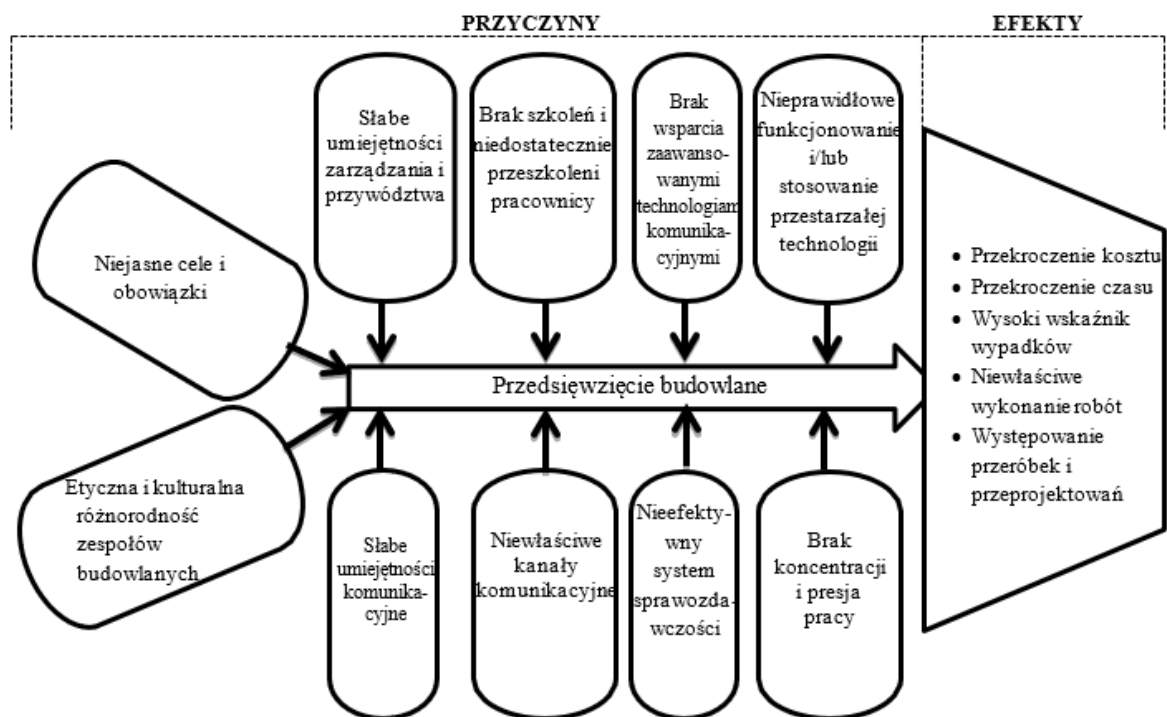 PRZYCZYNY
EFEKTY
Słabe
umiejętności
zarządzania i
przywództwa
Brak szkoleń i
niedostatecznie
przeszkoleni
pracownicy
Brak
wsparcia
zaawanso-
wanymi
technologiam
komunika-
cyjnymi
Nieprawidłowe
funkcjonowanie
i/lub
stosowanie
przestarzałej
technologii
Niejasne cele i
obowiązki
Przedsięwzięcie budowlane
Etyczna i kulturalna
różnorodność
zespołów
budowlanych
Słabe
umiejętności
komunika-
cyjne
Niewłaściwe
kanały
komunikacyjne
Nieefekty-
wny
system
sprawozda-
wczości
Brak
koncentracji
i presja
pracy
• Przekroczenie kosztu
• Przekroczenie czasu
• Wysoki wskaźnik
wypadków
• Niewłaściwe
wykonanie robót
• Występowanie
przeróbek i
przeprojektowań